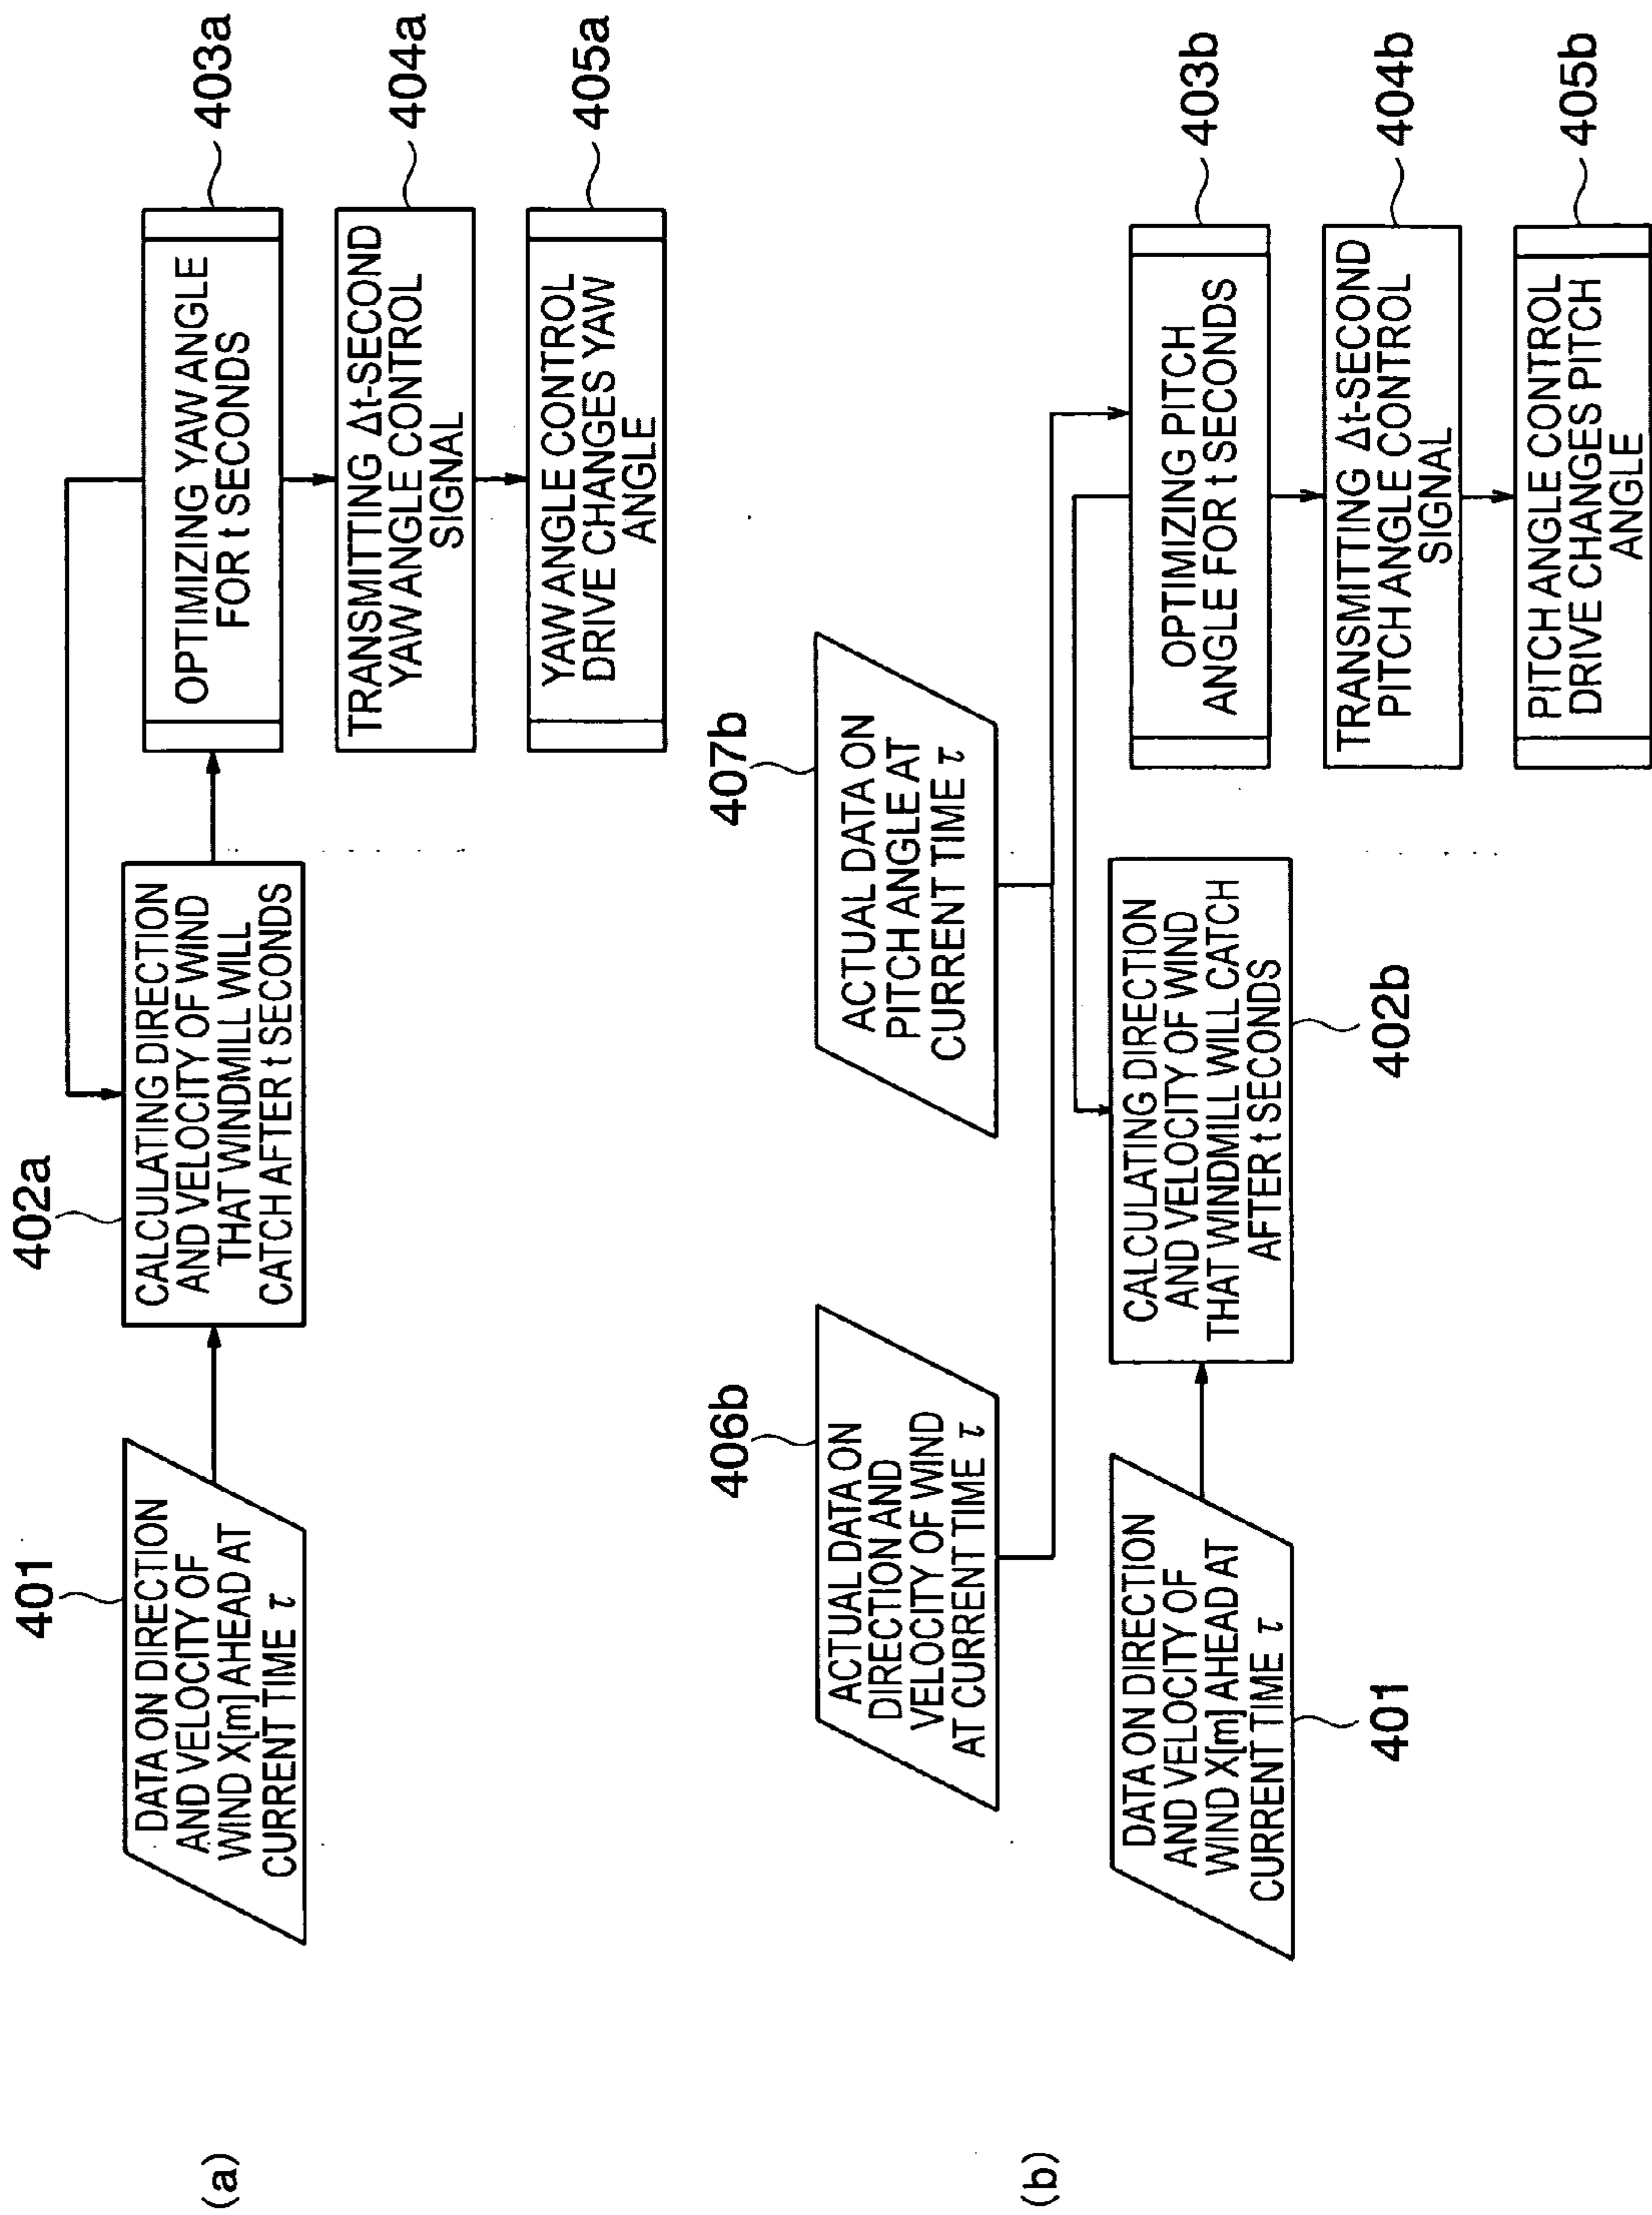 (a)
401
DATA ON DIRECTION
AND VELOCITY OF
WIND X[m] AHEAD AT
CURRENT TIME τ
402a
CALCULATING DIRECTION
AND VELOCITY OF WIND
THAT WINDMILL WILL
CATCH AFTER t SECONDS
OPTIMIZING YAW ANGLE
FOR t SECONDS
403a
TRANSMITTING Δt-SECOND
YAW ANGLE CONTROL
SIGNAL
404a
YAW ANGLE CONTROL
DRIVE CHANGES YAW
ANGLE
405a
(b)
406b
ACTUAL DATA ON
DIRECTION AND
VELOCITY OF WIND
AT CURRENT TIME τ
407b
ACTUAL DATA ON
PITCH ANGLE AT
CURRENT TIME τ
DATA ON DIRECTION
AND VELOCITY OF
WIND X[m] AHEAD AT
CURRENT TIME τ
401
CALCULATING DIRECTION
AND VELOCITY OF WIND
THAT WINDMILL WILL CATCH
AFTER t SECONDS
402b
OPTIMIZING PITCH
ANGLE FOR t SECONDS
403b
TRANSMITTING Δt-SECOND
PITCH ANGLE CONTROL
SIGNAL
404b
PITCH ANGLE CONTROL
DRIVE CHANGES PITCH
ANGLE
405b